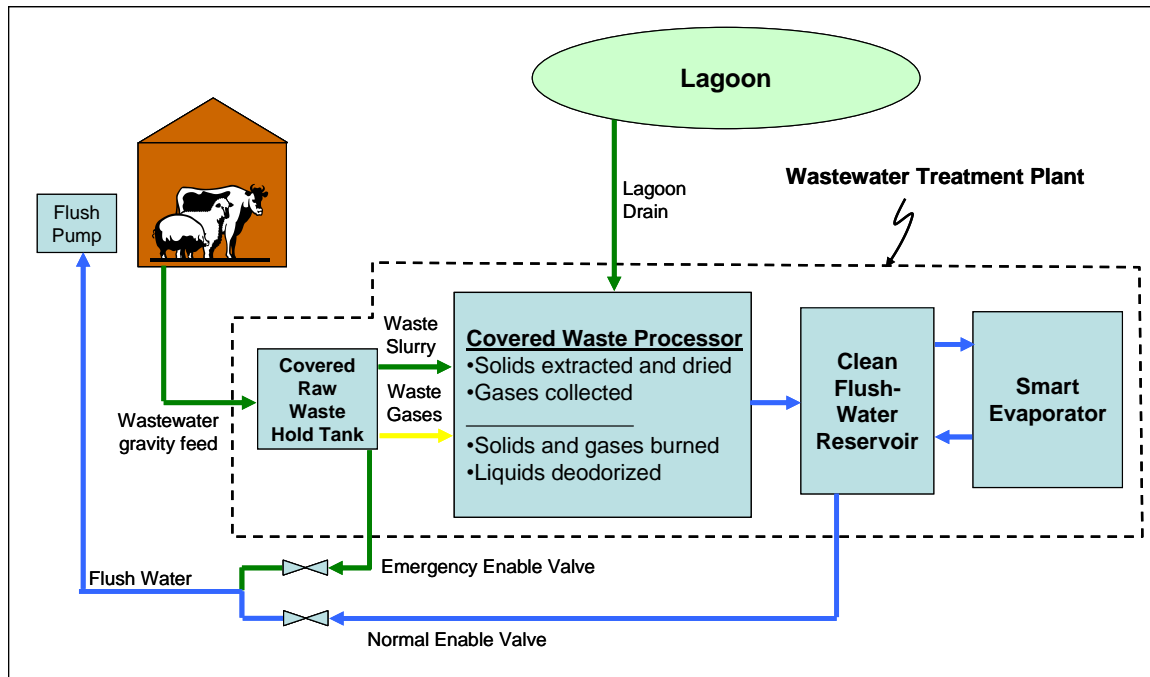 Lagoon
Wastewater Treatment Plant
Lagoon
Drain
Flush
Pump
Waste
Slurry
Waste
Gases
Covered
Raw
Waste
Hold Tank
Wastewater
gravity feed
Covered Waste Processor
•Solids extracted and dried
•Gases collected
•Solids and gases burned
•Liquids deodorized
Clean
Flush-
Water
Reservoir
Smart
Evaporator
Emergency Enable Valve
Flush Water
Normal Enable Valve